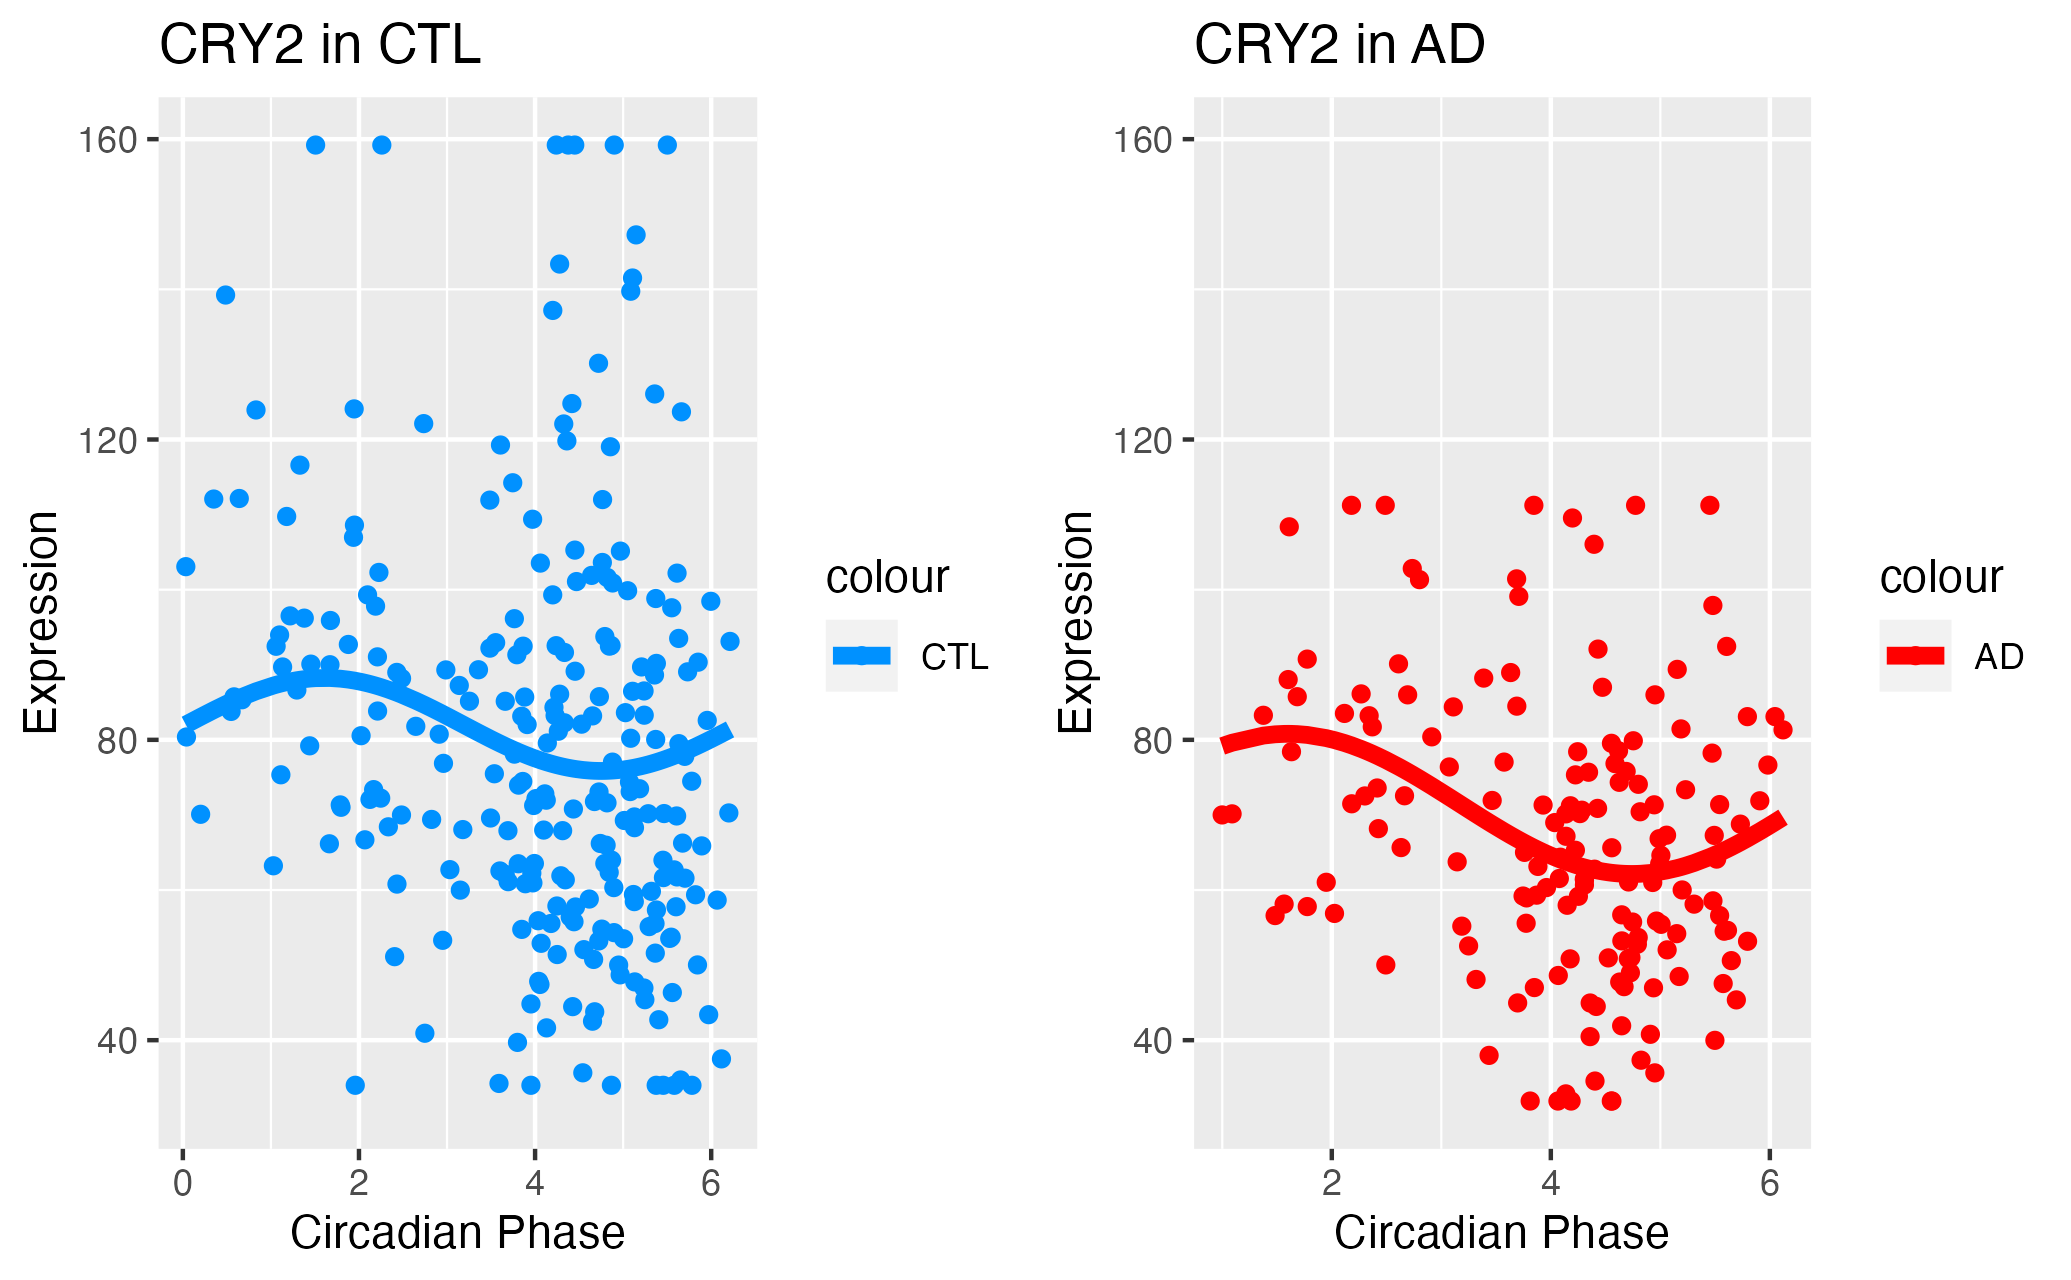 CRY2 in CTL
160
120
80
40
Expression
0 2 4 6
Circadian Phase
colour
CTL
CRY2 in AD
160
120
80
40
Expression
2 4 6
Circadian Phase
colour
AD